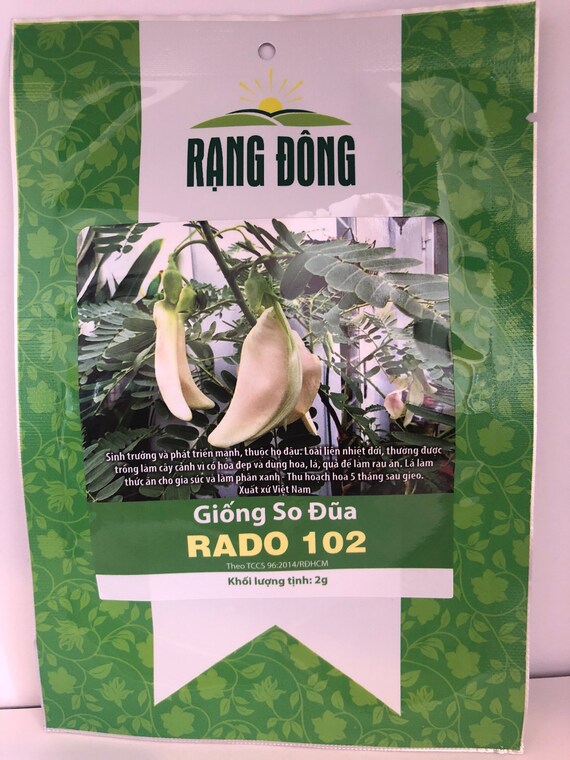 RẠNG ĐÔNG
Sinh trưởng và phát triển mạnh, thuộc họ đậu: Loài liên nhiệt đới, thường được
trồng làm cây cảnh vì có hoa đẹp và dùng hoa, lá, quả để làm rau ăn. Lá làm
thức ăn cho gia súc và làm phân xanh - Thu hoạch hoa 5 tháng sau gieo.
Xuất xứ Việt Nam
Giống So Đũa
RADO 102
Theo TCCS 96:2014/RĐHCM
Khối lượng tịnh: 2g